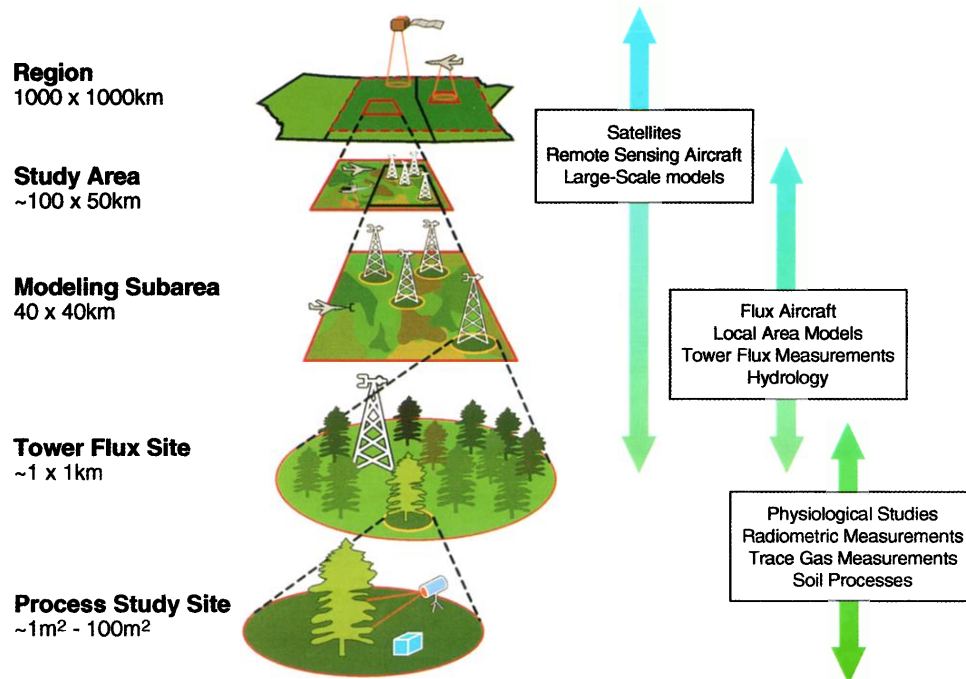 Region
1000 x 1000km
Study Area
~100 x 50km
Modeling Subarea
40 x 40km
Tower Flux Site
~1 x 1km
Process Study Site
~1m² - 100m²
Satellites
Remote Sensing Aircraft
Large-Scale models
Flux Aircraft
Local Area Models
Tower Flux Measurements
Hydrology
Physiological Studies
Radiometric Measurements
Trace Gas Measurements
Soil Processes